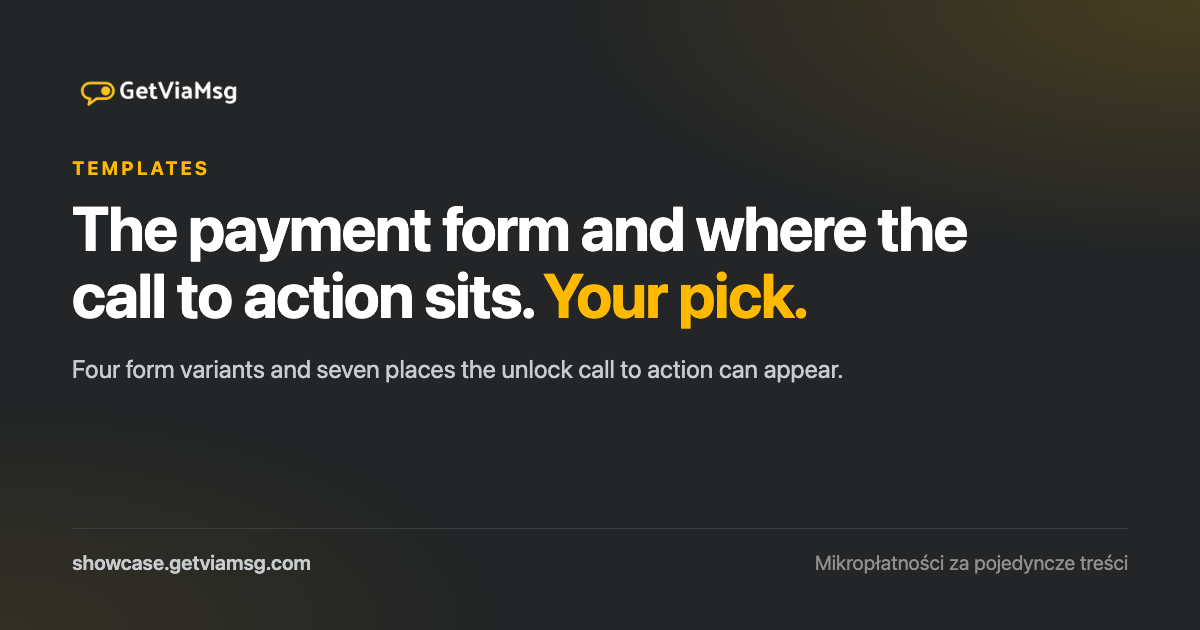 GetViaMsg
TEMPLATES
The payment form and where the
call to action sits. Your pick.
Four form variants and seven places the unlock call to action can appear.
showcase.getviamsg.com
Mikropłatności za pojedyncze treści